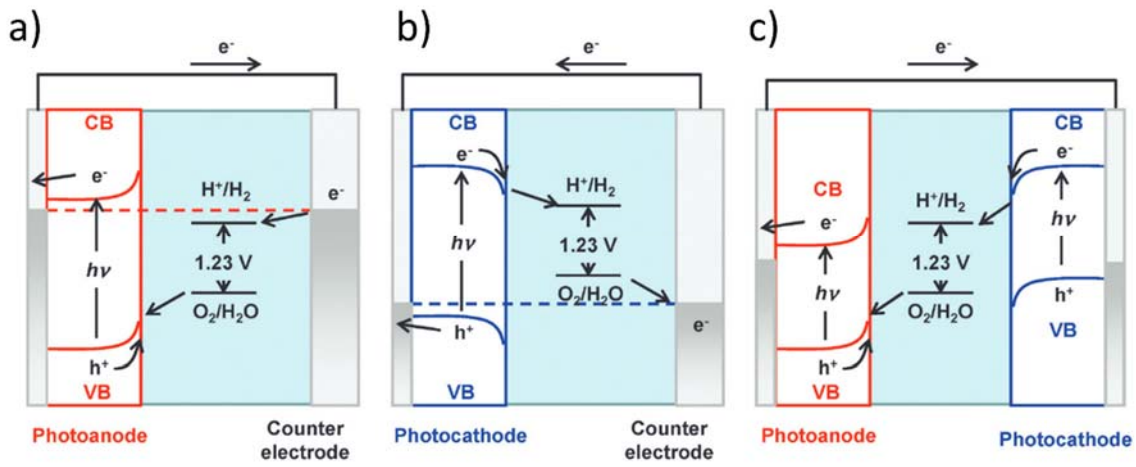 a)
e⁻
CB
e⁻
H⁺/H₂
e⁻
hν
1.23 V
O₂/H₂O
h⁺
VB
Photoanode
Counter
electrode
b)
e⁻
CB
e⁻
H⁺/H₂
hν
1.23 V
O₂/H₂O
h⁺
e⁻
VB
Photocathode
Counter
electrode
c)
e⁻
CB
e⁻
CB
H⁺/H₂
e⁻
hν
1.23 V
hν
O₂/H₂O
h⁺
VB
h⁺
VB
Photoanode
Photocathode